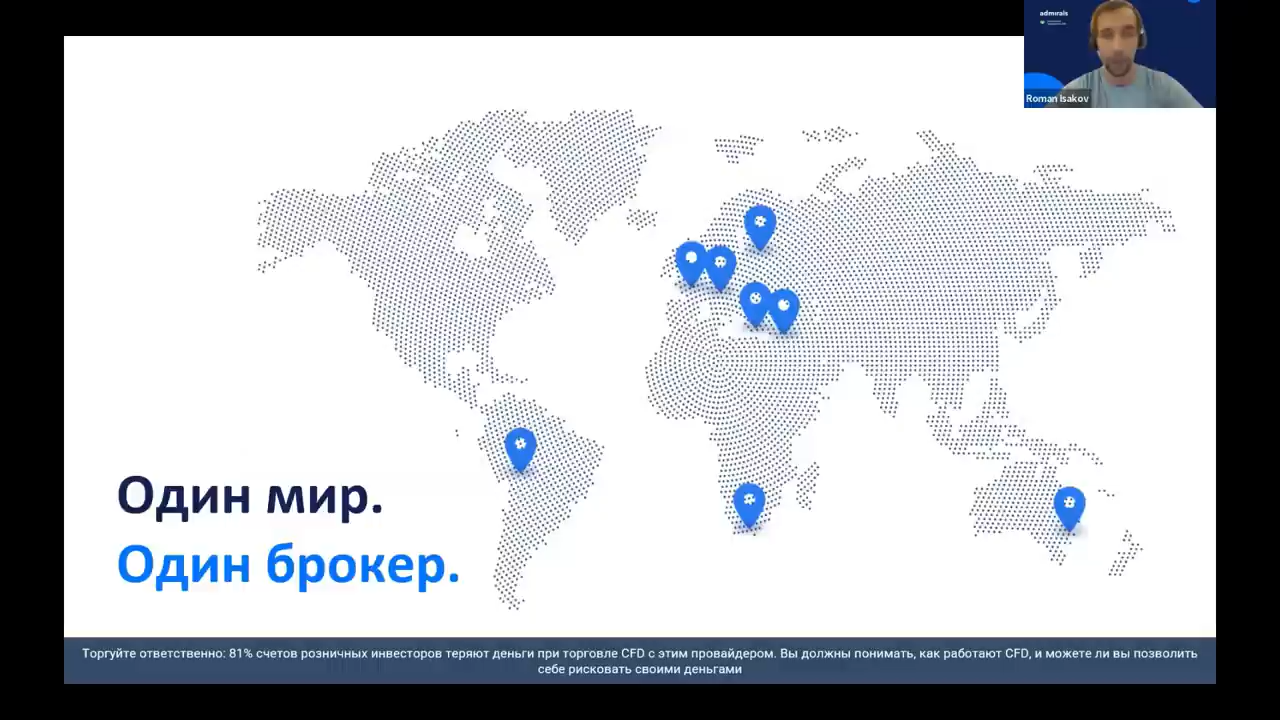 admirals
Roman Isakov
Один мир.
Один брокер.
Торгуйте ответственно: 81% счетов розничных инвесторов теряют деньги при торговле CFD с этим провайдером. Вы должны понимать, как работают CFD, и можете ли вы позволить
себе рисковать своими деньгами